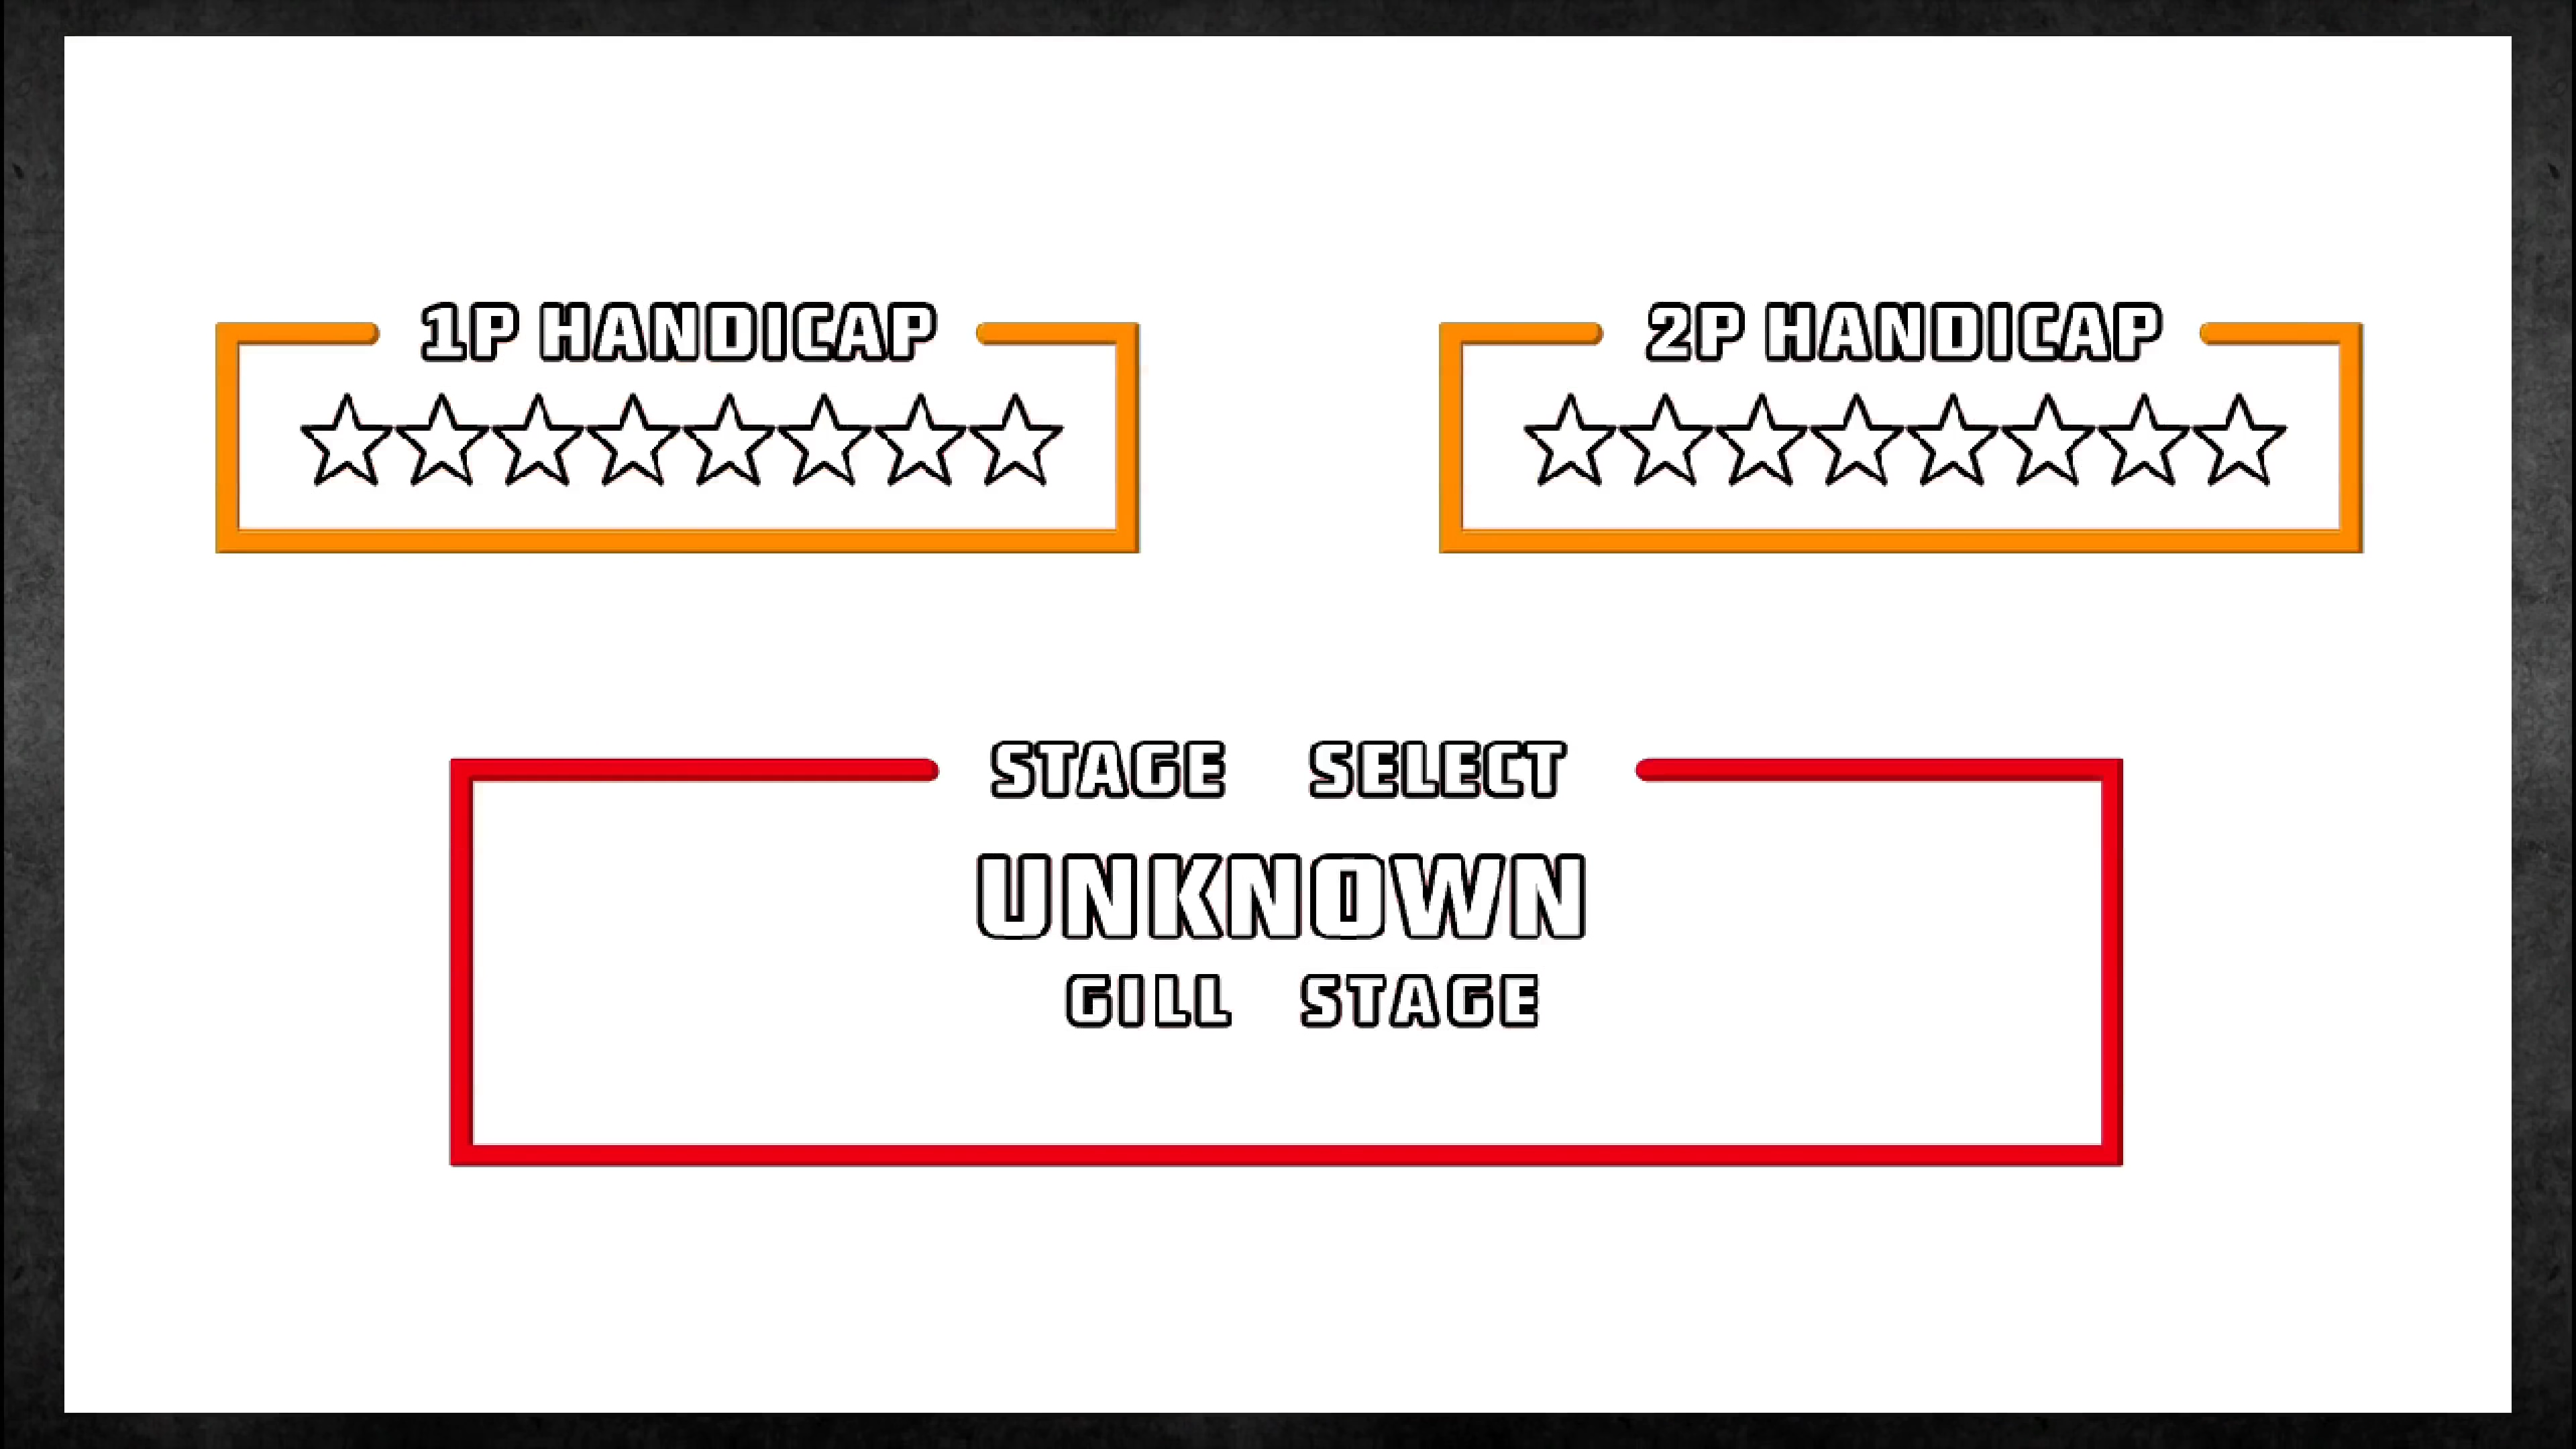 1P HANDICAP
2P HANDICAP
STAGE SELECT
UNKNOWN
GILL STAGE